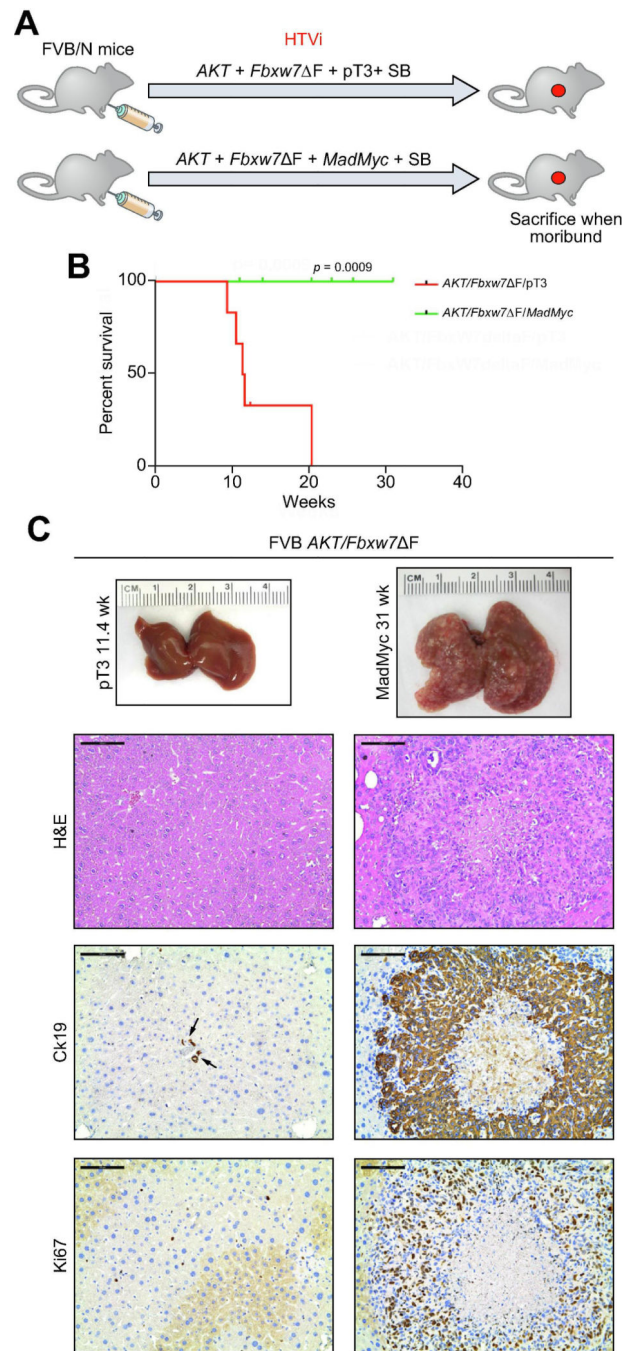 A
FVB/N mice
HTVi
AKT + Fbxw7ΔF + pT3+ SB
AKT + Fbxw7ΔF + MadMyc + SB
Sacrifice when
moribund
B
p = 0.0009
AKT/Fbxw7ΔF/pT3
AKT/Fbxw7ΔF/MadMyc
Percent survival
100
50
0
0 10 20 30 40
Weeks
C
FVB AKT/Fbxw7ΔF
pT3 11.4 wk
CM 1 2 3 4
MadMyc 31 wk
CM 1 2 3 4
H&E
Ck19
Ki67